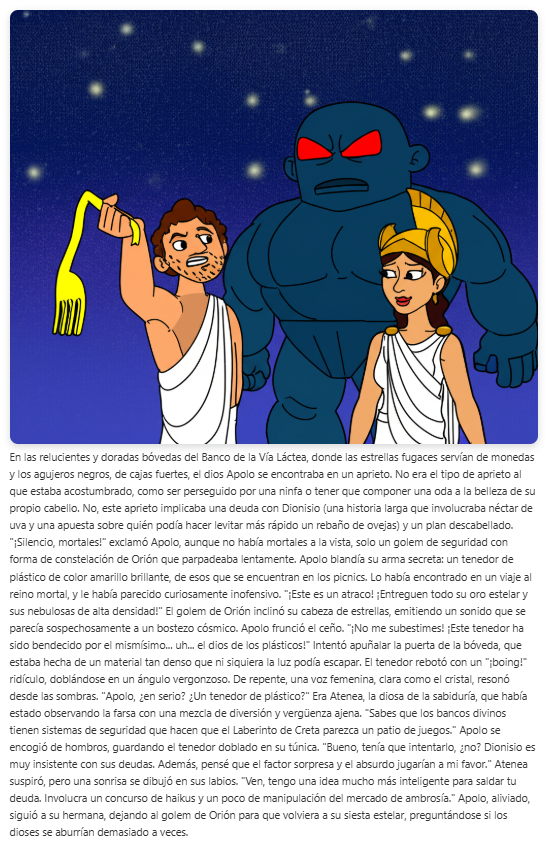 En las relucientes y doradas bóvedas del Banco de la Vía Láctea, donde las estrellas fugaces servían de monedas
y los agujeros negros, de cajas fuertes, el dios Apolo se encontraba en un aprieto. No era el tipo de aprieto al
que estaba acostumbrado, como ser perseguido por una ninfa o tener que componer una oda a la belleza de su
propio cabello. No, este aprieto implicaba una deuda con Dionisio (una historia larga que involucraba néctar de
uva y una apuesta sobre quién podía hacer levitar más rápido un rebaño de ovejas) y un plan descabellado.
"¡Silencio, mortales!" exclamó Apolo, aunque no había mortales a la vista, solo un golem de seguridad con
forma de constelación de Orión que parpadeaba lentamente. Apolo blandía su arma secreta: un tenedor de
plástico de color amarillo brillante, de esos que se encuentran en los picnics. Lo había encontrado en un viaje al
reino mortal, y le había parecido curiosamente inofensivo. "¡Este es un atraco! ¡Entreguen todo su oro estelar y
sus nebulosas de alta densidad!" El golem de Orión inclinó su cabeza de estrellas, emitiendo un sonido que se
parecía sospechosamente a un bostezo cósmico. Apolo frunció el ceño. "¡No me subestimes! ¡Este tenedor ha
sido bendecido por el mismísimo... uh... el dios de los plásticos!" Intentó apuñalar la puerta de la bóveda, que
estaba hecha de un material tan denso que ni siquiera la luz podía escapar. El tenedor rebotó con un "¡boing!"
ridículo, doblándose en un ángulo vergonzoso. De repente, una voz femenina, clara como el cristal, resonó
desde las sombras. "Apolo, ¿en serio? ¿Un tenedor de plástico?" Era Atenea, la diosa de la sabiduría, que había
estado observando la farsa con una mezcla de diversión y vergüenza ajena. "Sabes que los bancos divinos
tienen sistemas de seguridad que hacen que el Laberinto de Creta parezca un patio de juegos." Apolo se
encogió de hombros, guardando el tenedor doblado en su túnica. "Bueno, tenía que intentarlo, ¿no? Dionisio es
muy insistente con sus deudas. Además, pensé que el factor sorpresa y el absurdo jugarían a mi favor." Atenea
suspiró, pero una sonrisa se dibujó en sus labios. "Ven, tengo una idea mucho más inteligente para saldar tu
deuda. Involucra un concurso de haikus y un poco de manipulación del mercado de ambrosía." Apolo, aliviado,
siguió a su hermana, dejando al golem de Orión para que volviera a su siesta estelar, preguntándose si los
dioses se aburrían demasiado a veces.